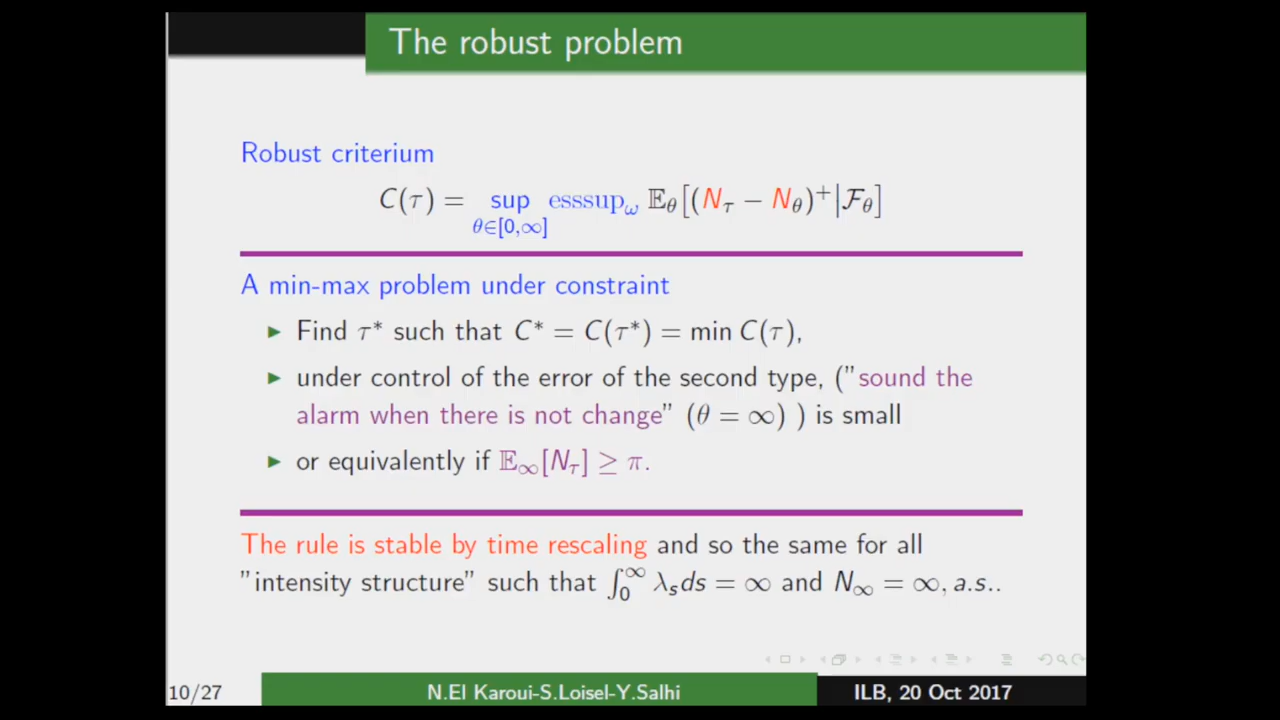 The robust problem
Robust criterium
C(τ) = sup esssup_ω 𝔼_θ[(N_τ − N_θ)⁺|ℱ_θ]
θ∈[0,∞]
A min-max problem under constraint
▶ Find τ* such that C* = C(τ*) = min C(τ),
▶ under control of the error of the second type, ("sound the
alarm when there is not change" (θ = ∞) ) is small
▶ or equivalently if 𝔼_∞[N_τ] ≥ π.
The rule is stable by time rescaling and so the same for all
"intensity structure" such that ∫₀^∞ λ_s ds = ∞ and N_∞ = ∞, a.s..
10/27 N.El Karoui-S.Loisel-Y.Salhi ILB, 20 Oct 2017